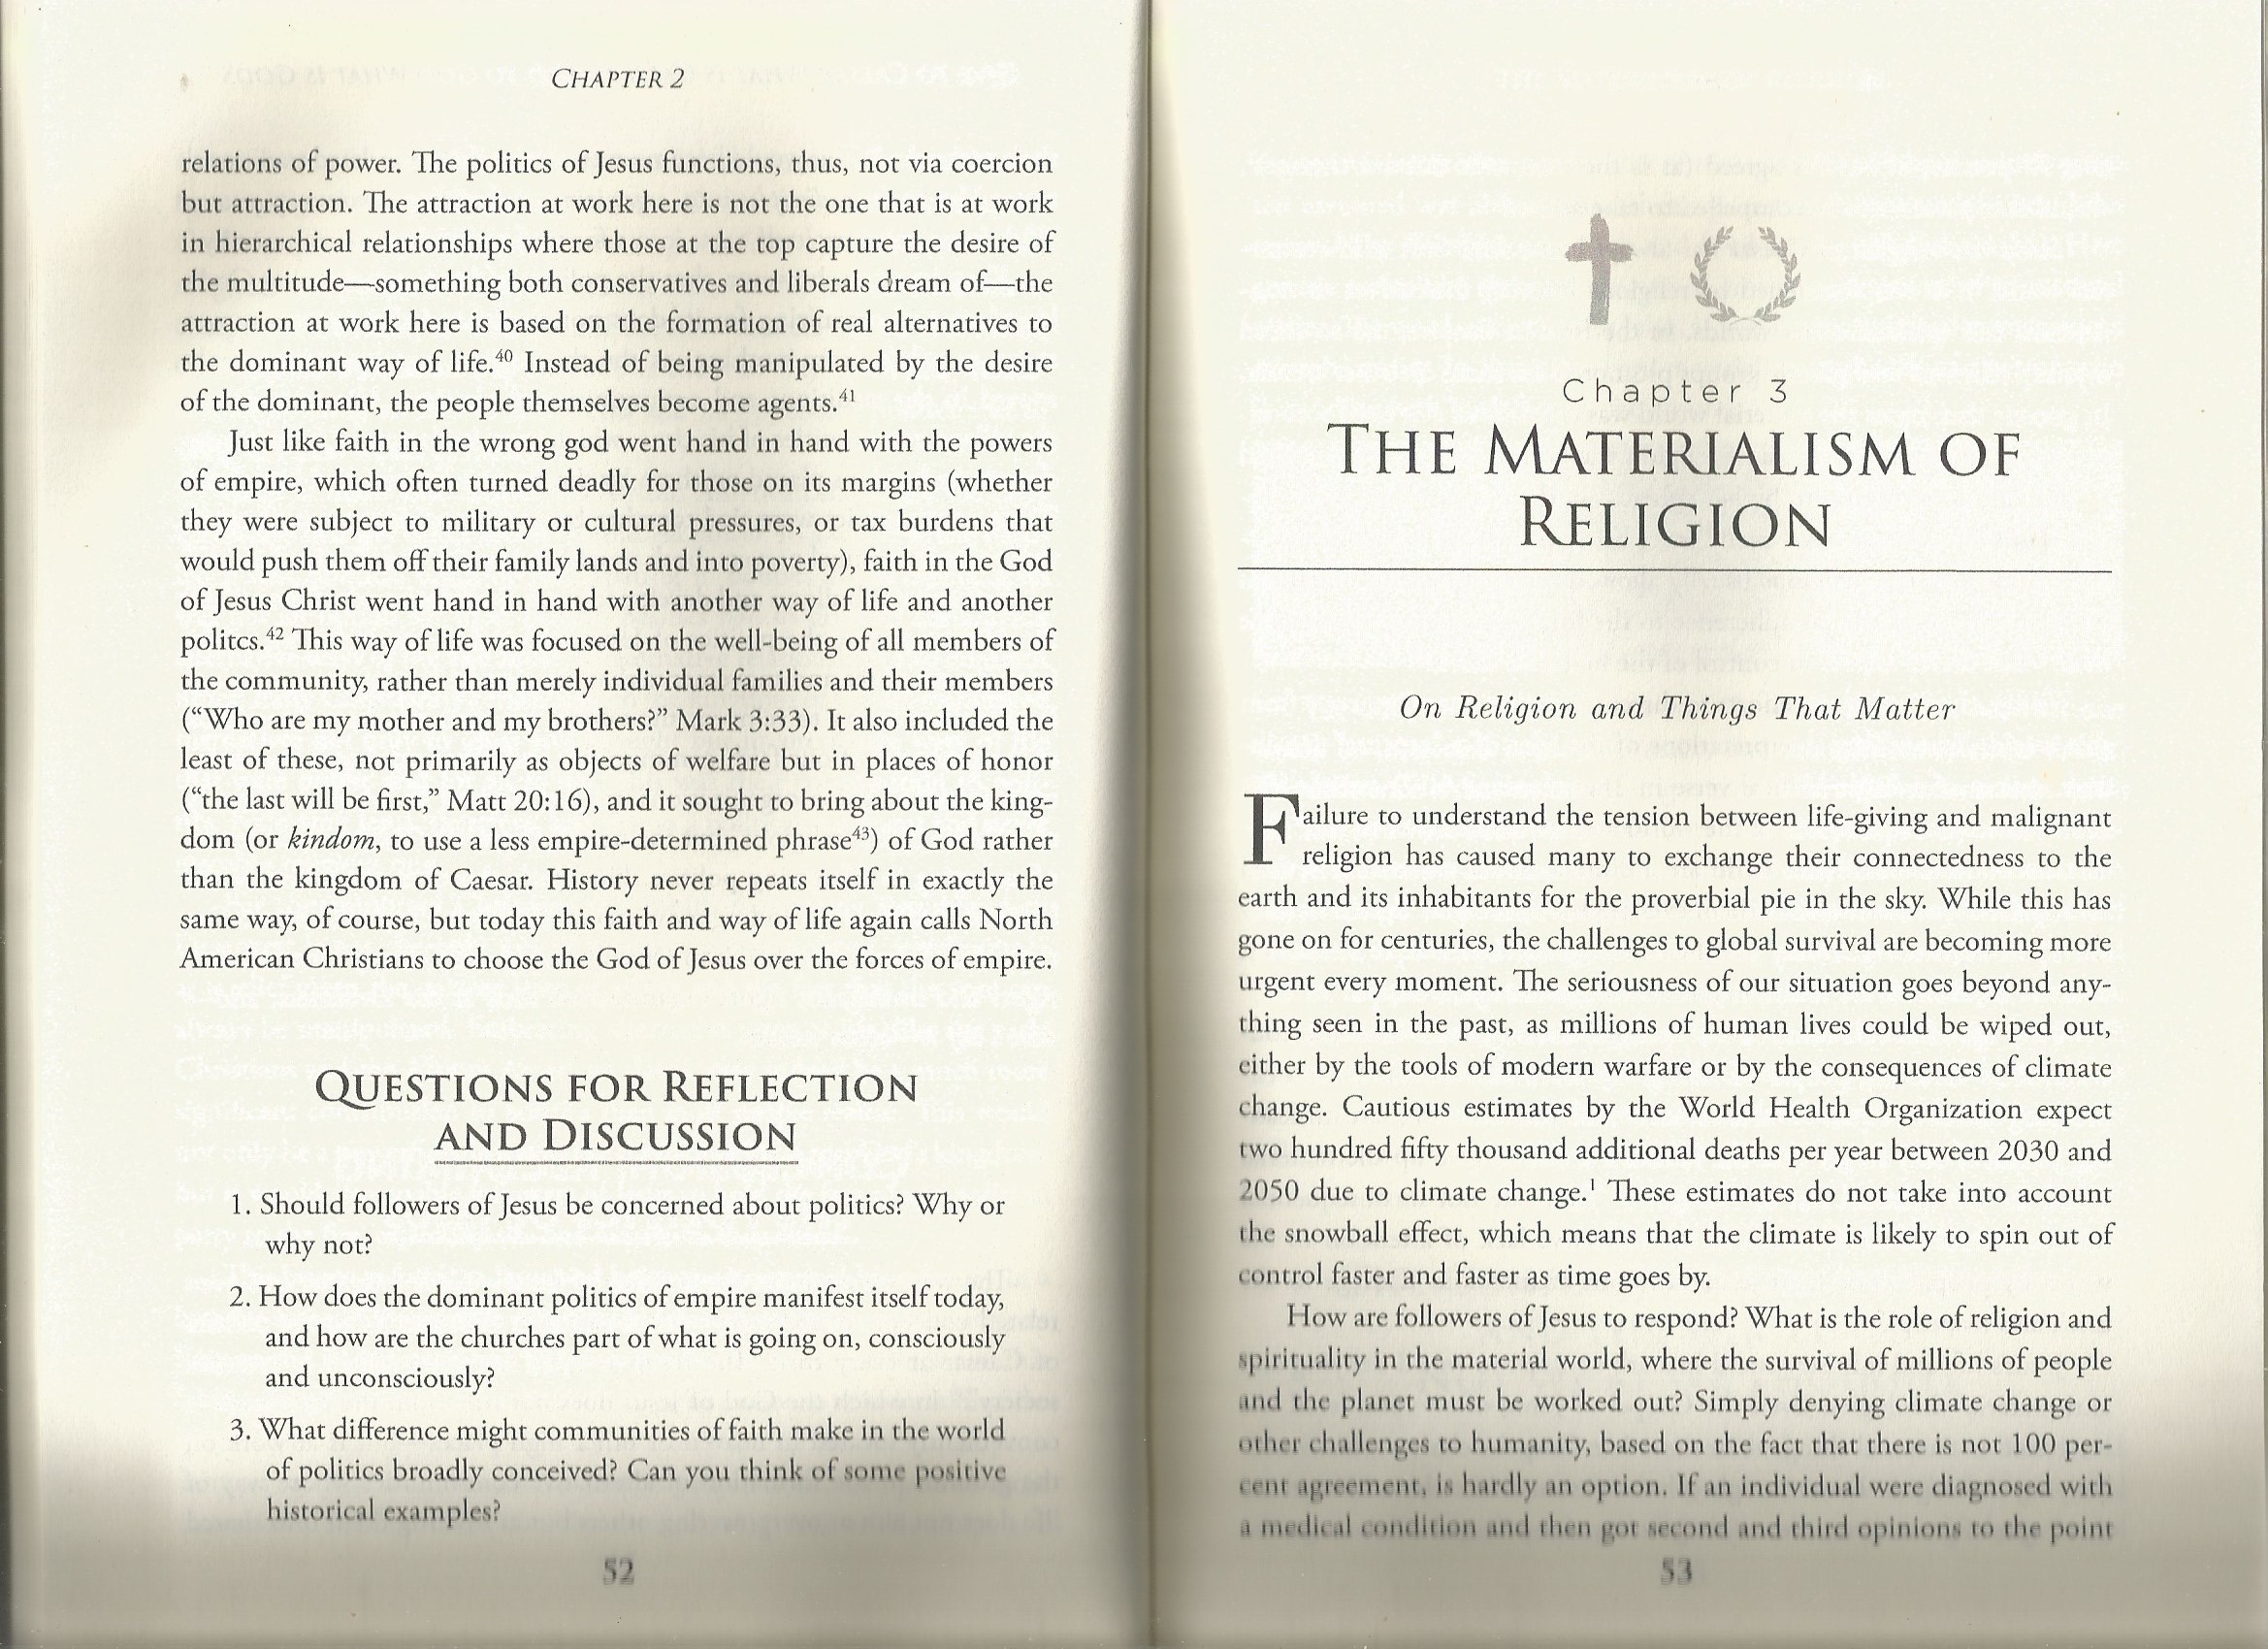 CHAPTER 2
relations of power. The politics of Jesus functions, thus, not via coercion
but attraction. The attraction at work here is not the one that is at work
in hierarchical relationships where those at the top capture the desire of
the multitude—something both conservatives and liberals dream of—the
attraction at work here is based on the formation of real alternatives to
the dominant way of life.40 Instead of being manipulated by the desire
of the dominant, the people themselves become agents.41
Just like faith in the wrong god went hand in hand with the powers
of empire, which often turned deadly for those on its margins (whether
they were subject to military or cultural pressures, or tax burdens that
would push them off their family lands and into poverty), faith in the God
of Jesus Christ went hand in hand with another way of life and another
politcs.42 This way of life was focused on the well-being of all members of
the community, rather than merely individual families and their members
(“Who are my mother and my brothers?” Mark 3:33). It also included the
least of these, not primarily as objects of welfare but in places of honor
(“the last will be first,” Matt 20:16), and it sought to bring about the king-
dom (or kindom, to use a less empire-determined phrase43) of God rather
than the kingdom of Caesar. History never repeats itself in exactly the
same way, of course, but today this faith and way of life again calls North
American Christians to choose the God of Jesus over the forces of empire.
QUESTIONS FOR REFLECTION
AND DISCUSSION
1. Should followers of Jesus be concerned about politics? Why or
why not?
2. How does the dominant politics of empire manifest itself today,
and how are the churches part of what is going on, consciously
and unconsciously?
3. What difference might communities of faith make in the world
of politics broadly conceived? Can you think of some positive
historical examples?
52
Chapter 3
THE MATERIALISM OF
RELIGION
On Religion and Things That Matter
Failure to understand the tension between life-giving and malignant
religion has caused many to exchange their connectedness to the
earth and its inhabitants for the proverbial pie in the sky. While this has
gone on for centuries, the challenges to global survival are becoming more
urgent every moment. The seriousness of our situation goes beyond any-
thing seen in the past, as millions of human lives could be wiped out,
either by the tools of modern warfare or by the consequences of climate
change. Cautious estimates by the World Health Organization expect
two hundred fifty thousand additional deaths per year between 2030 and
2050 due to climate change.1 These estimates do not take into account
the snowball effect, which means that the climate is likely to spin out of
control faster and faster as time goes by.
How are followers of Jesus to respond? What is the role of religion and
spirituality in the material world, where the survival of millions of people
and the planet must be worked out? Simply denying climate change or
other challenges to humanity, based on the fact that there is not 100 per-
cent agreement, is hardly an option. If an individual were diagnosed with
a medical condition and then got second and third opinions to the point
53